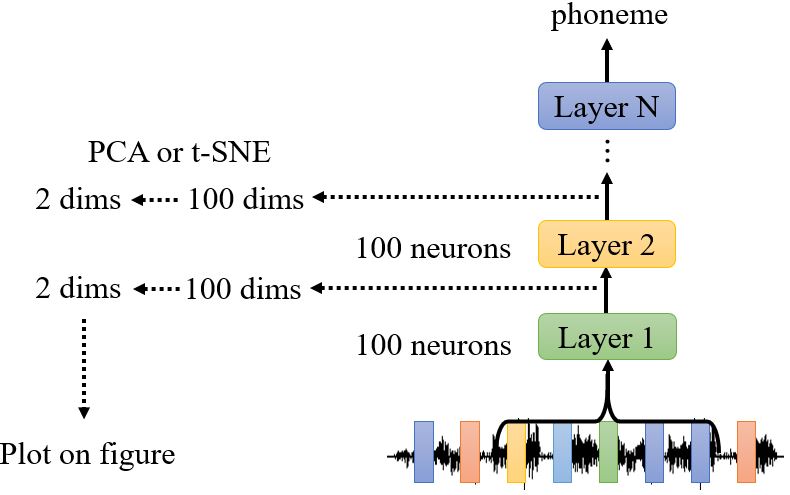 phoneme
Layer N
PCA or t-SNE
2 dims 100 dims
100 neurons Layer 2
2 dims 100 dims
100 neurons Layer 1
Plot on figure